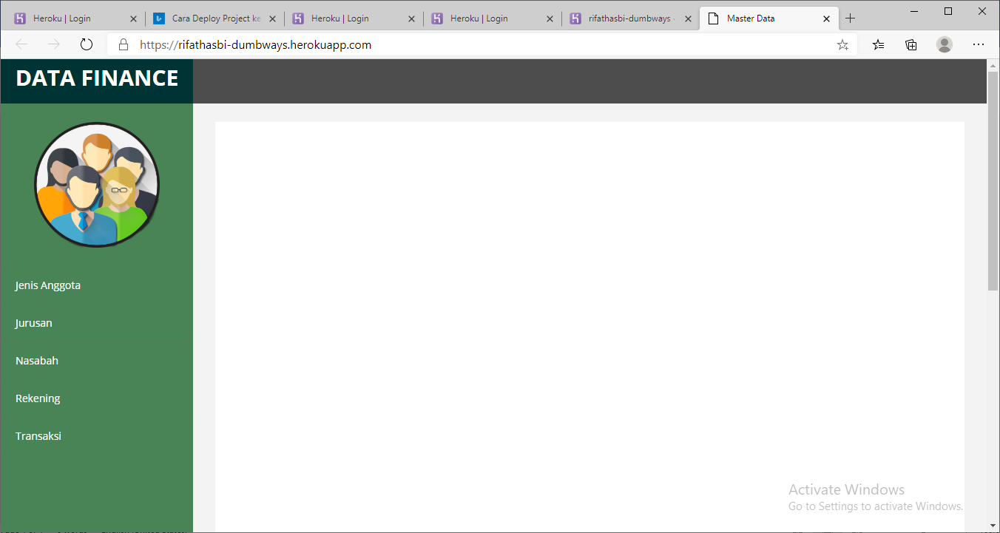 Heroku | Login
Cara Deploy Project ke
Heroku | Login
Heroku | Login
rifathasbi-dumbways
Master Data
https://rifathasbi-dumbways.herokuapp.com
DATA FINANCE
Jenis Anggota
Jurusan
Nasabah
Rekening
Transaksi
Activate Windows
Go to Settings to activate Windows.